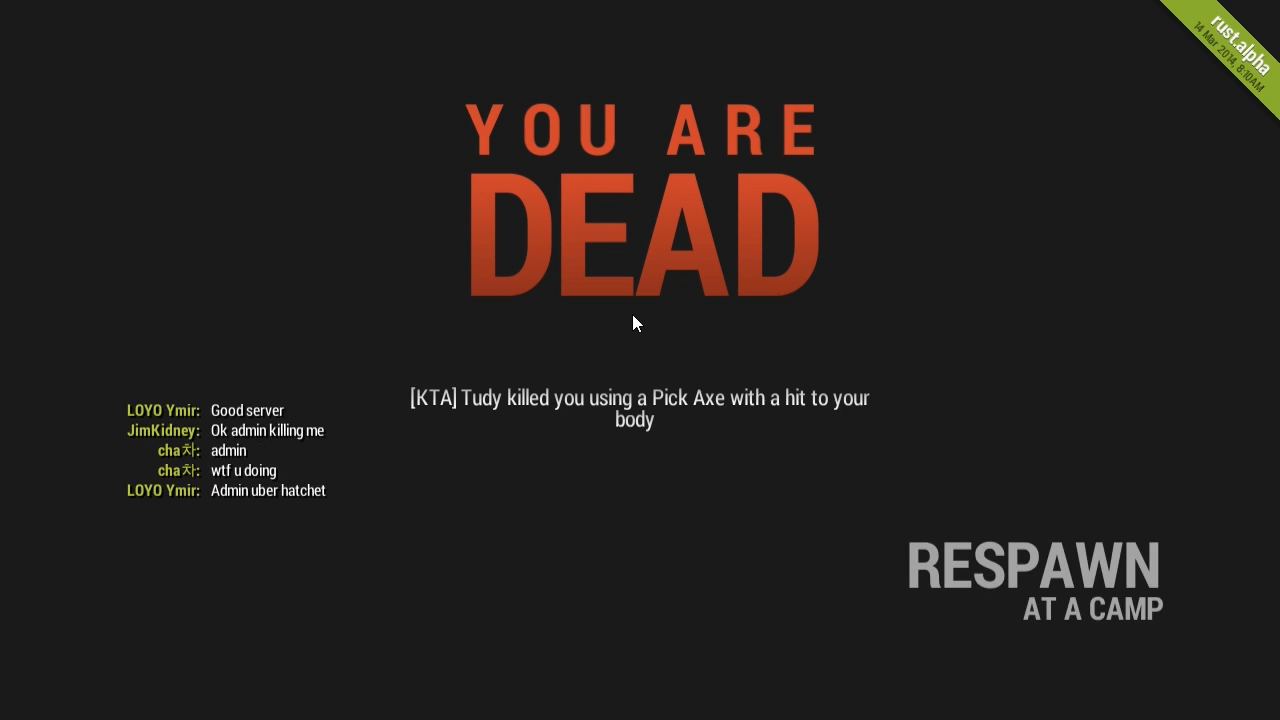 rust.alpha
14 Mar 2014, 8:10AM
YOU ARE
DEAD
[KTA] Tudy killed you using a Pick Axe with a hit to your
body
LOYO Ymir: Good server
JimKidney: Ok admin killing me
cha차: admin
cha차: wtf u doing
LOYO Ymir: Admin uber hatchet
RESPAWN
AT A CAMP